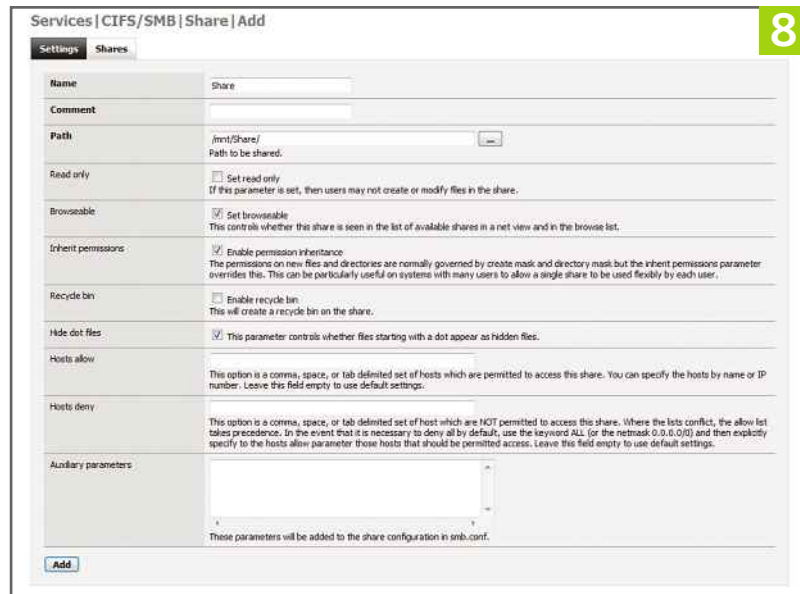 Services|CIFS/SMB|Share|Add
8
Settings Shares
Name
Share
Comment
Path
/mnt/Share/
...
Path to be shared.
Read only
Set read only
If this parameter is set, then users may not create or modify files in the share.
Browseable
Set browseable
This controls whether this share is seen in the list of available shares in a net view and in the browse list.
Inherit permissions
Enable permission inheritance
The permissions on new files and directories are normally governed by create mask and directory mask but the inherit permissions parameter
overrides this. This can be particularly useful on systems with many users to allow a single share to be used flexibly by each user.
Recycle bin
Enable recycle bin
This will create a recycle bin on the share.
Hide dot files
This parameter controls whether files starting with a dot appear as hidden files.
Hosts allow
This option is a comma, space, or tab delimited set of hosts which are permitted to access this share. You can specify the hosts by name or IP
number. Leave this field empty to use default settings.
Hosts deny
This option is a comma, space, or tab delimited set of host which are NOT permitted to access this share. Where the lists conflict, the allow list
takes precedence. In the event that it is necessary to deny all by default, use the keyword ALL (or the netmask 0.0.0.0/0) and then explicitly
specify to the hosts allow parameter those hosts that should be permitted access. Leave this field empty to use default settings.
Auxiliary parameters
These parameters will be added to the share configuration in smb.conf.
Add